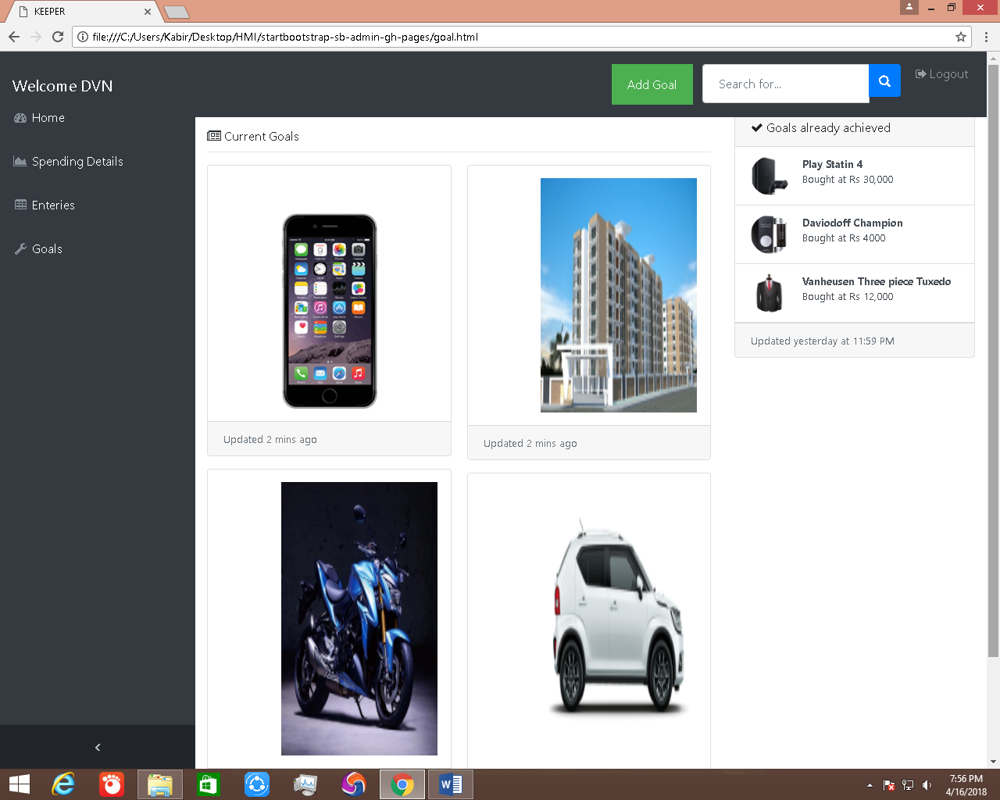 KEEPER
file:///C:/Users/Kabir/Desktop/HMI/startbootstrap-sb-admin-gh-pages/goal.html
Welcome DVN
Add Goal
Search for...
Logout
Home
Spending Details
Enteries
Goals
Current Goals
Updated 2 mins ago
Updated 2 mins ago
Goals already achieved
Play Statin 4
Bought at Rs 30,000
Daviodoff Champion
Bought at Rs 4000
Vanheusen Three piece Tuxedo
Bought at Rs 12,000
Updated yesterday at 11:59 PM
7:56 PM
4/16/2018